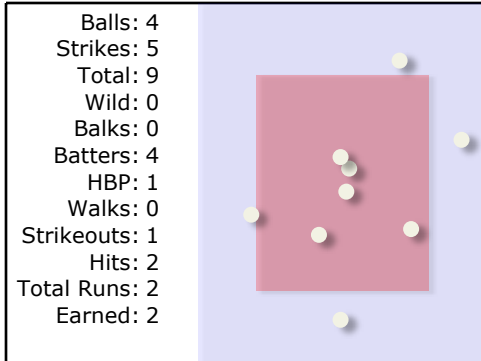 Balls: 4
Strikes: 5
Total: 9
Wild: 0
Balks: 0
Batters: 4
HBP: 1
Walks: 0
Strikeouts: 1
Hits: 2
Total Runs: 2
Earned: 2